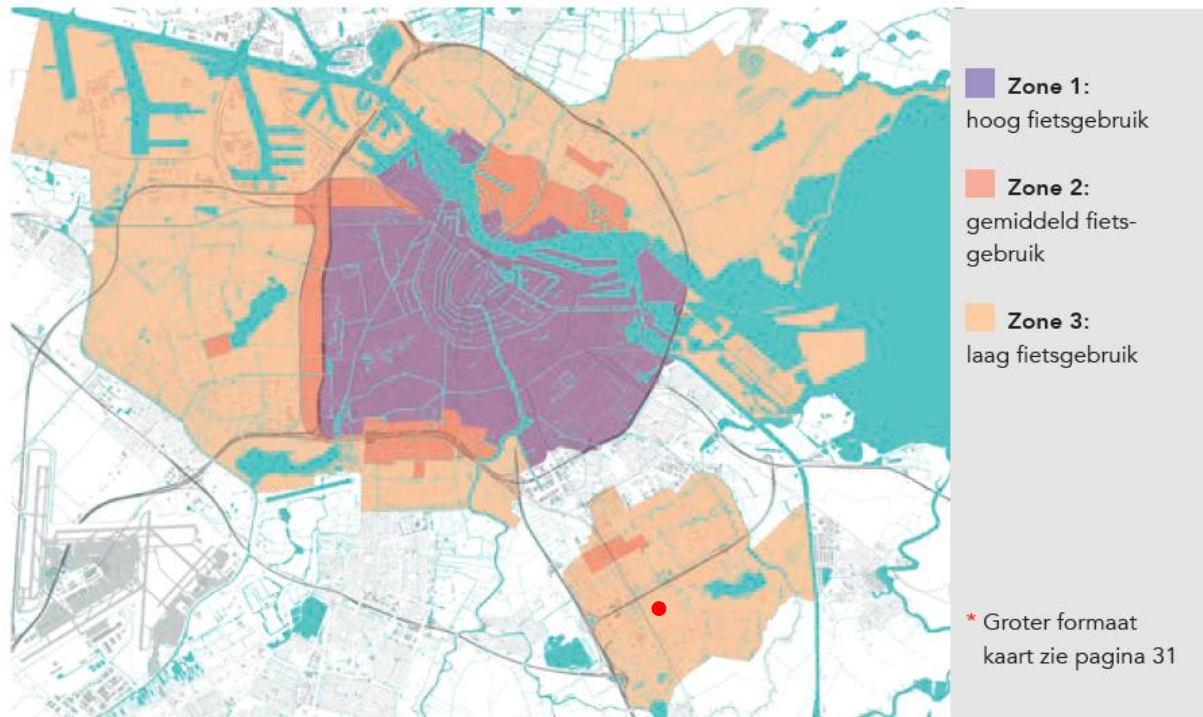 Zone 1:
hoog fietsgebruik
Zone 2:
gemiddeld fiets-
gebruik
Zone 3:
laag fietsgebruik
* Groter formaat
kaart zie pagina 31